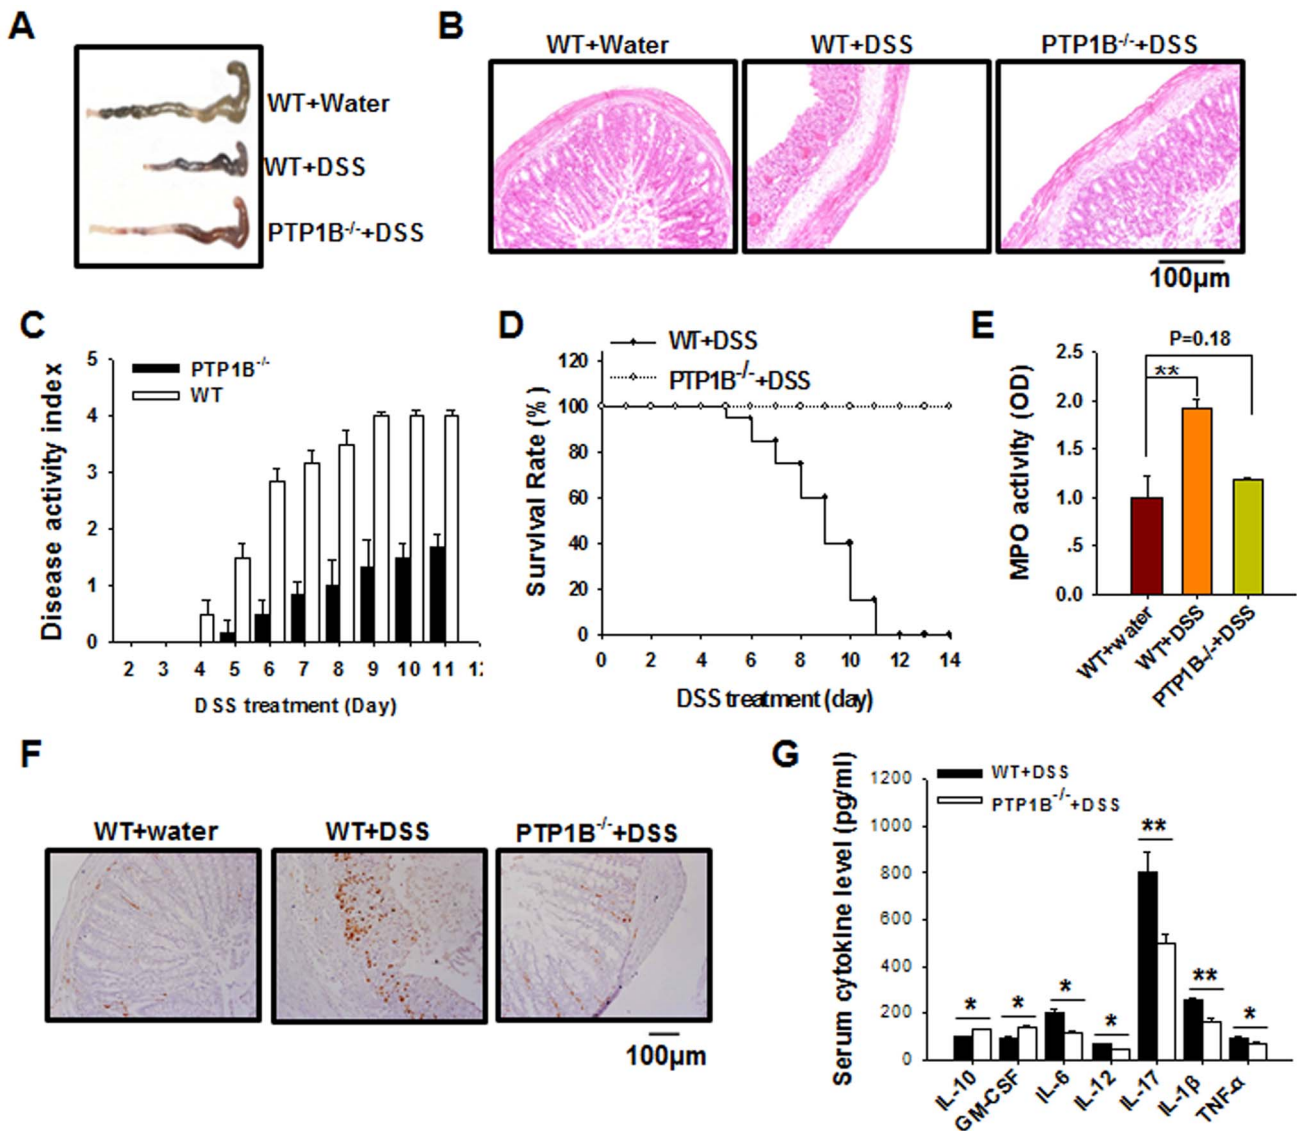 A
WT+Water
WT+DSS
PTP1B-/-+DSS
B
WT+Water
WT+DSS
PTP1B-/-+DSS
100µm
C
Disease activity index
5
4
3
2
1
0
PTP1B-/-
WT
2 3 4 5 6 7 8 9 10 11
DSS treatment (Day)
D
WT+DSS
PTP1B-/-+DSS
Survival Rate (%)
120
100
80
60
40
20
0
0 2 4 6 8 10 12 14
DSS treatment (day)
E
P=0.18
**
MPO activity (OD)
2.5
2.0
1.5
1.0
.5
0.0
WT+water
WT+DSS
PTP1B-/-+DSS
F
WT+water
WT+DSS
PTP1B-/-+DSS
100µm
G
Serum cytokine level (pg/ml)
1200
1000
800
600
400
200
0
WT+DSS
PTP1B-/-+DSS
* * * * ** ** *
IL-10
GM-CSF
IL-6
IL-12
IL-17
IL-1β
TNF-α